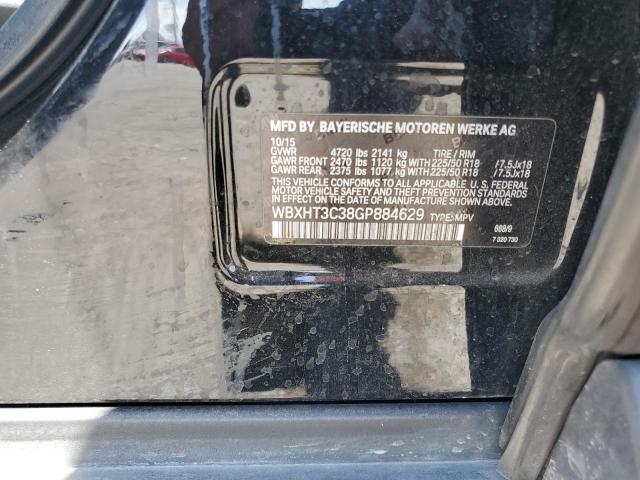 MFD BY BAYERISCHE MOTOREN WERKE AG
10/15
GVWR 4720 lbs 2141 kg TIRE / RIM
GAWR FRONT 2470 lbs 1120 kg WITH 225/50 R18 /7.5Jx18
GAWR REAR 2375 lbs 1077 kg WITH 225/50 R18 /7.5Jx18
THIS VEHICLE CONFORMS TO ALL APPLICABLE U.S. FEDERAL
MOTOR VEHICLE SAFETY AND THEFT PREVENTION STANDARDS
IN EFFECT ON THE DATE OF MANUFACTURE SHOWN ABOVE.
WBXHT3C38GP884629 TYPE: MPV
668/9
7 320 730